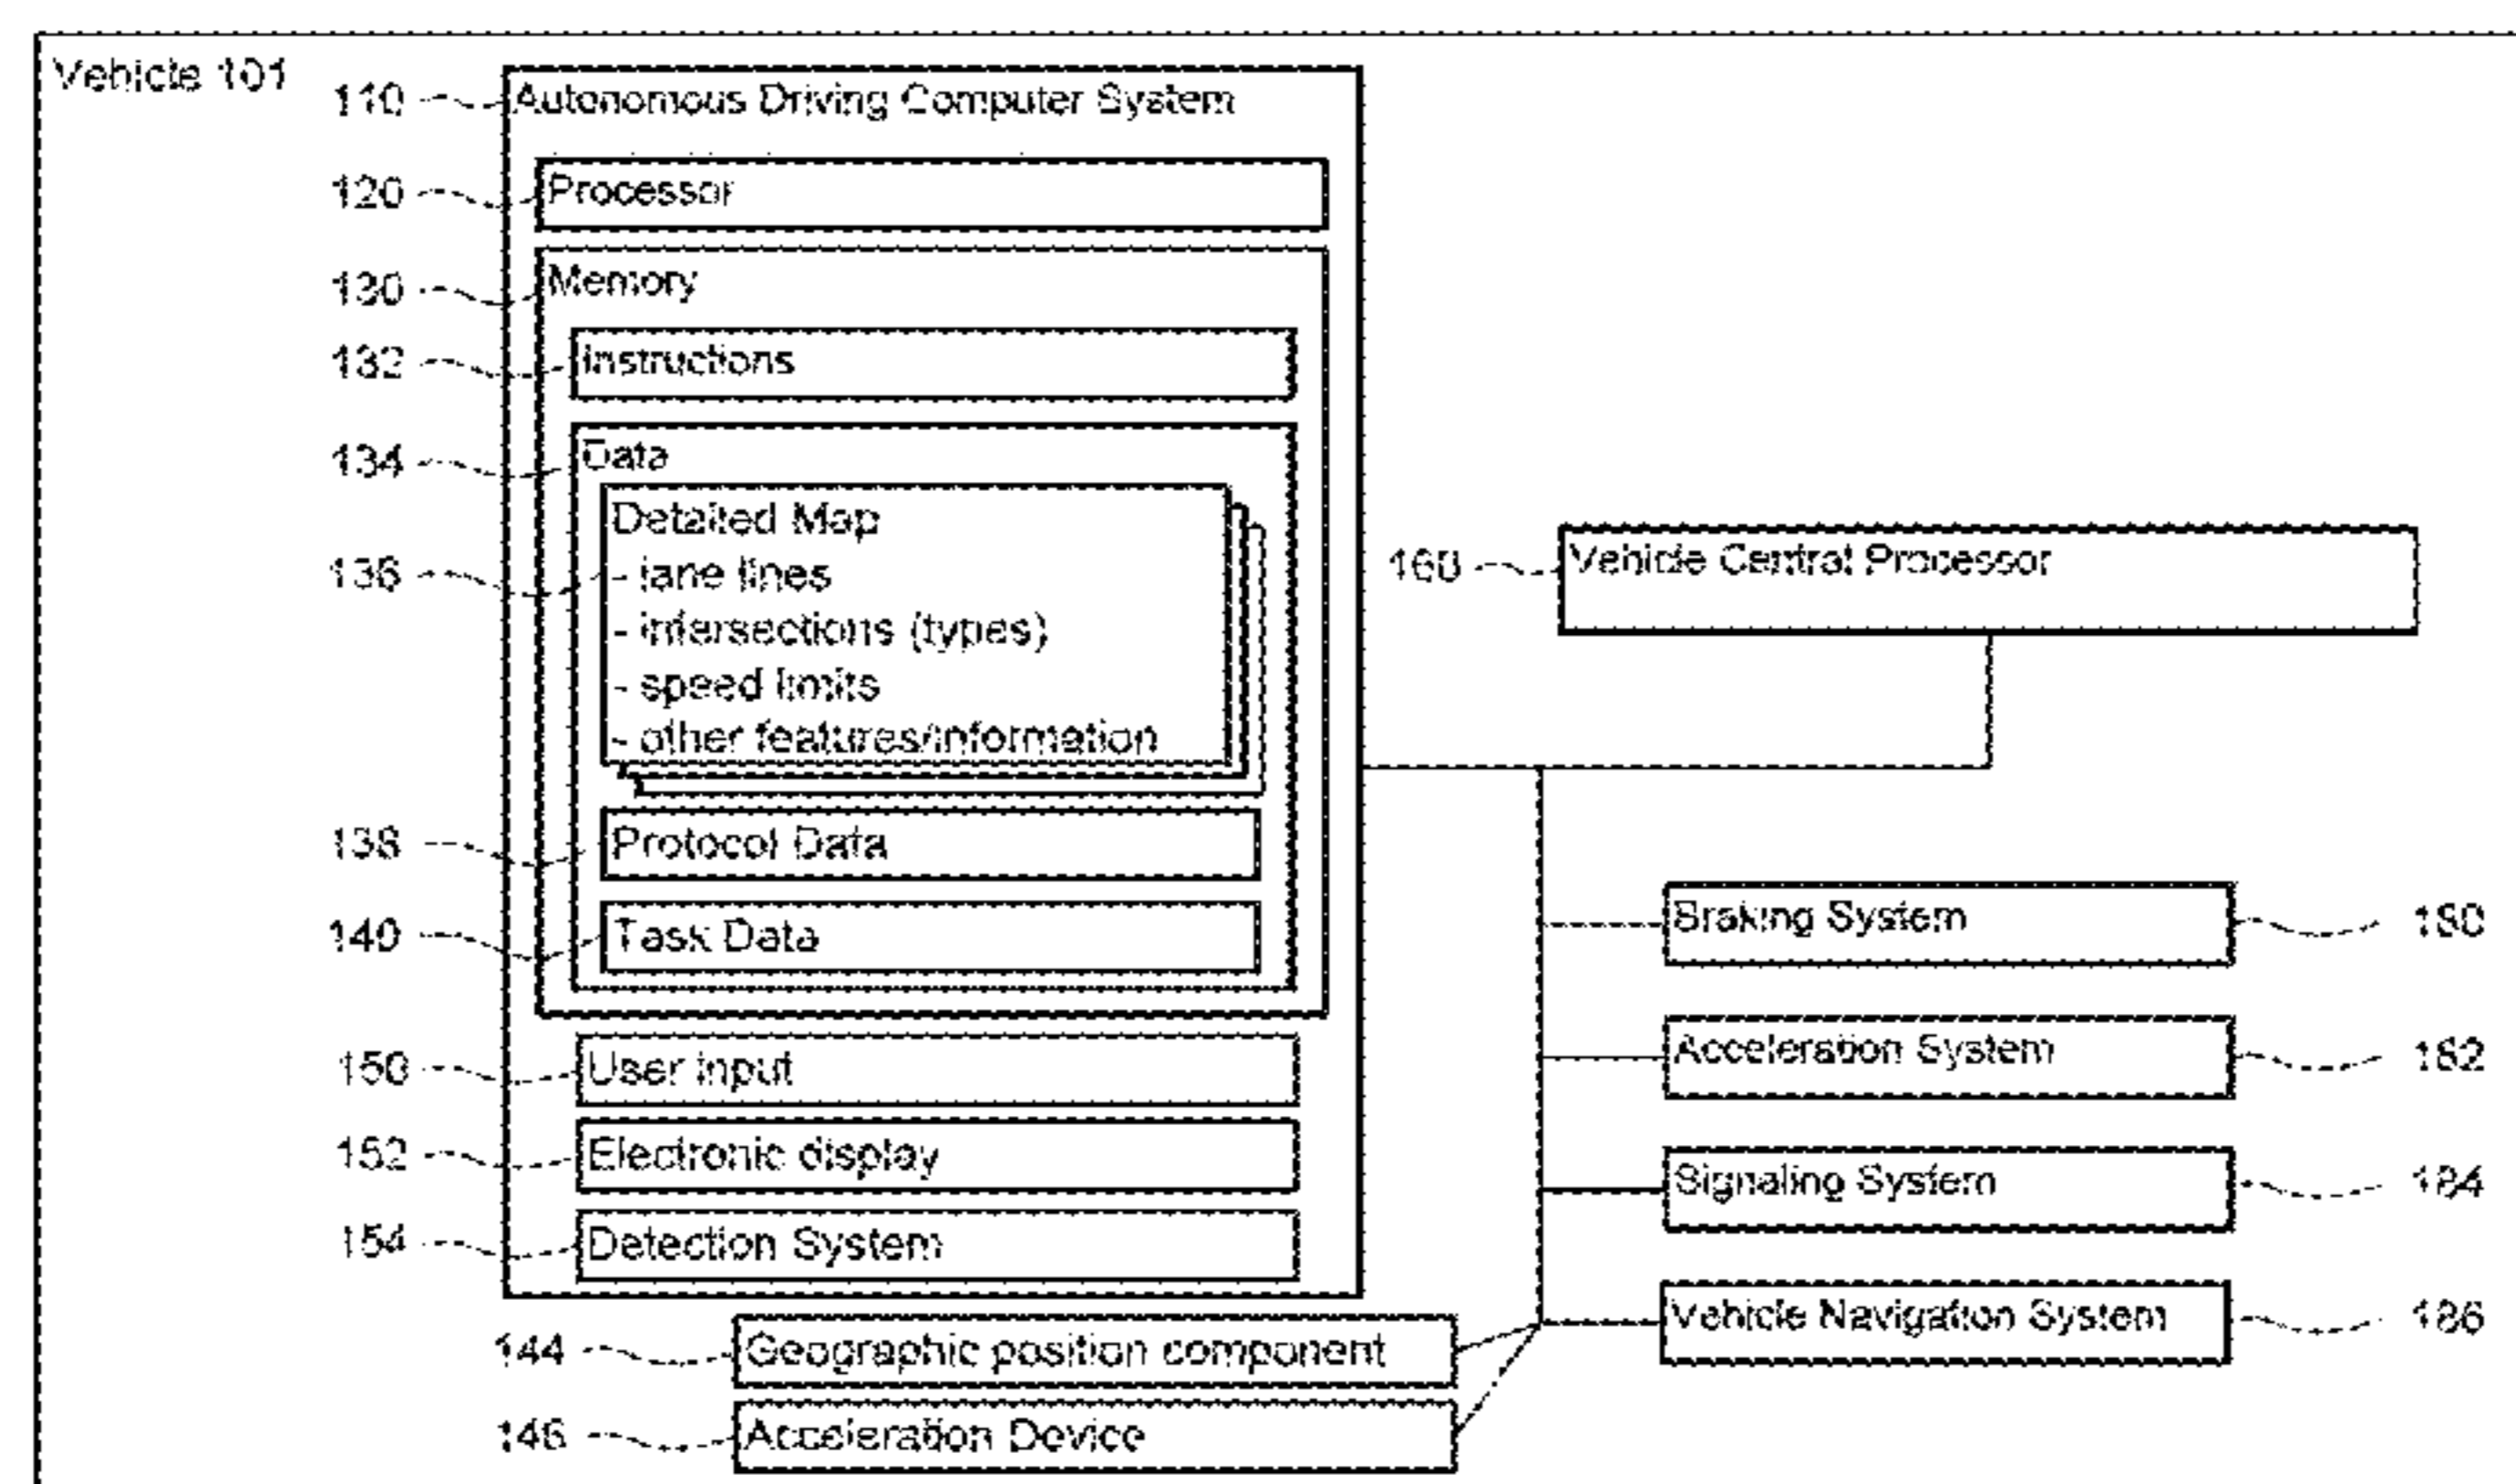 Vehicle 101
110 Autonomous Driving Computer System
120 Processor
130 Memory
132 Instructions
134 Data
Detailed Map
136 - lane lines
- intersections (types)
- speed limits
- other features/information
138 Protocol Data
140 Task Data
150 User input
152 Electronic display
154 Detection System
144 Geographic position component
146 Acceleration Device
160 Vehicle Central Processor
Braking System 180
Acceleration System 182
Signaling System 184
Vehicle Navigation System 186